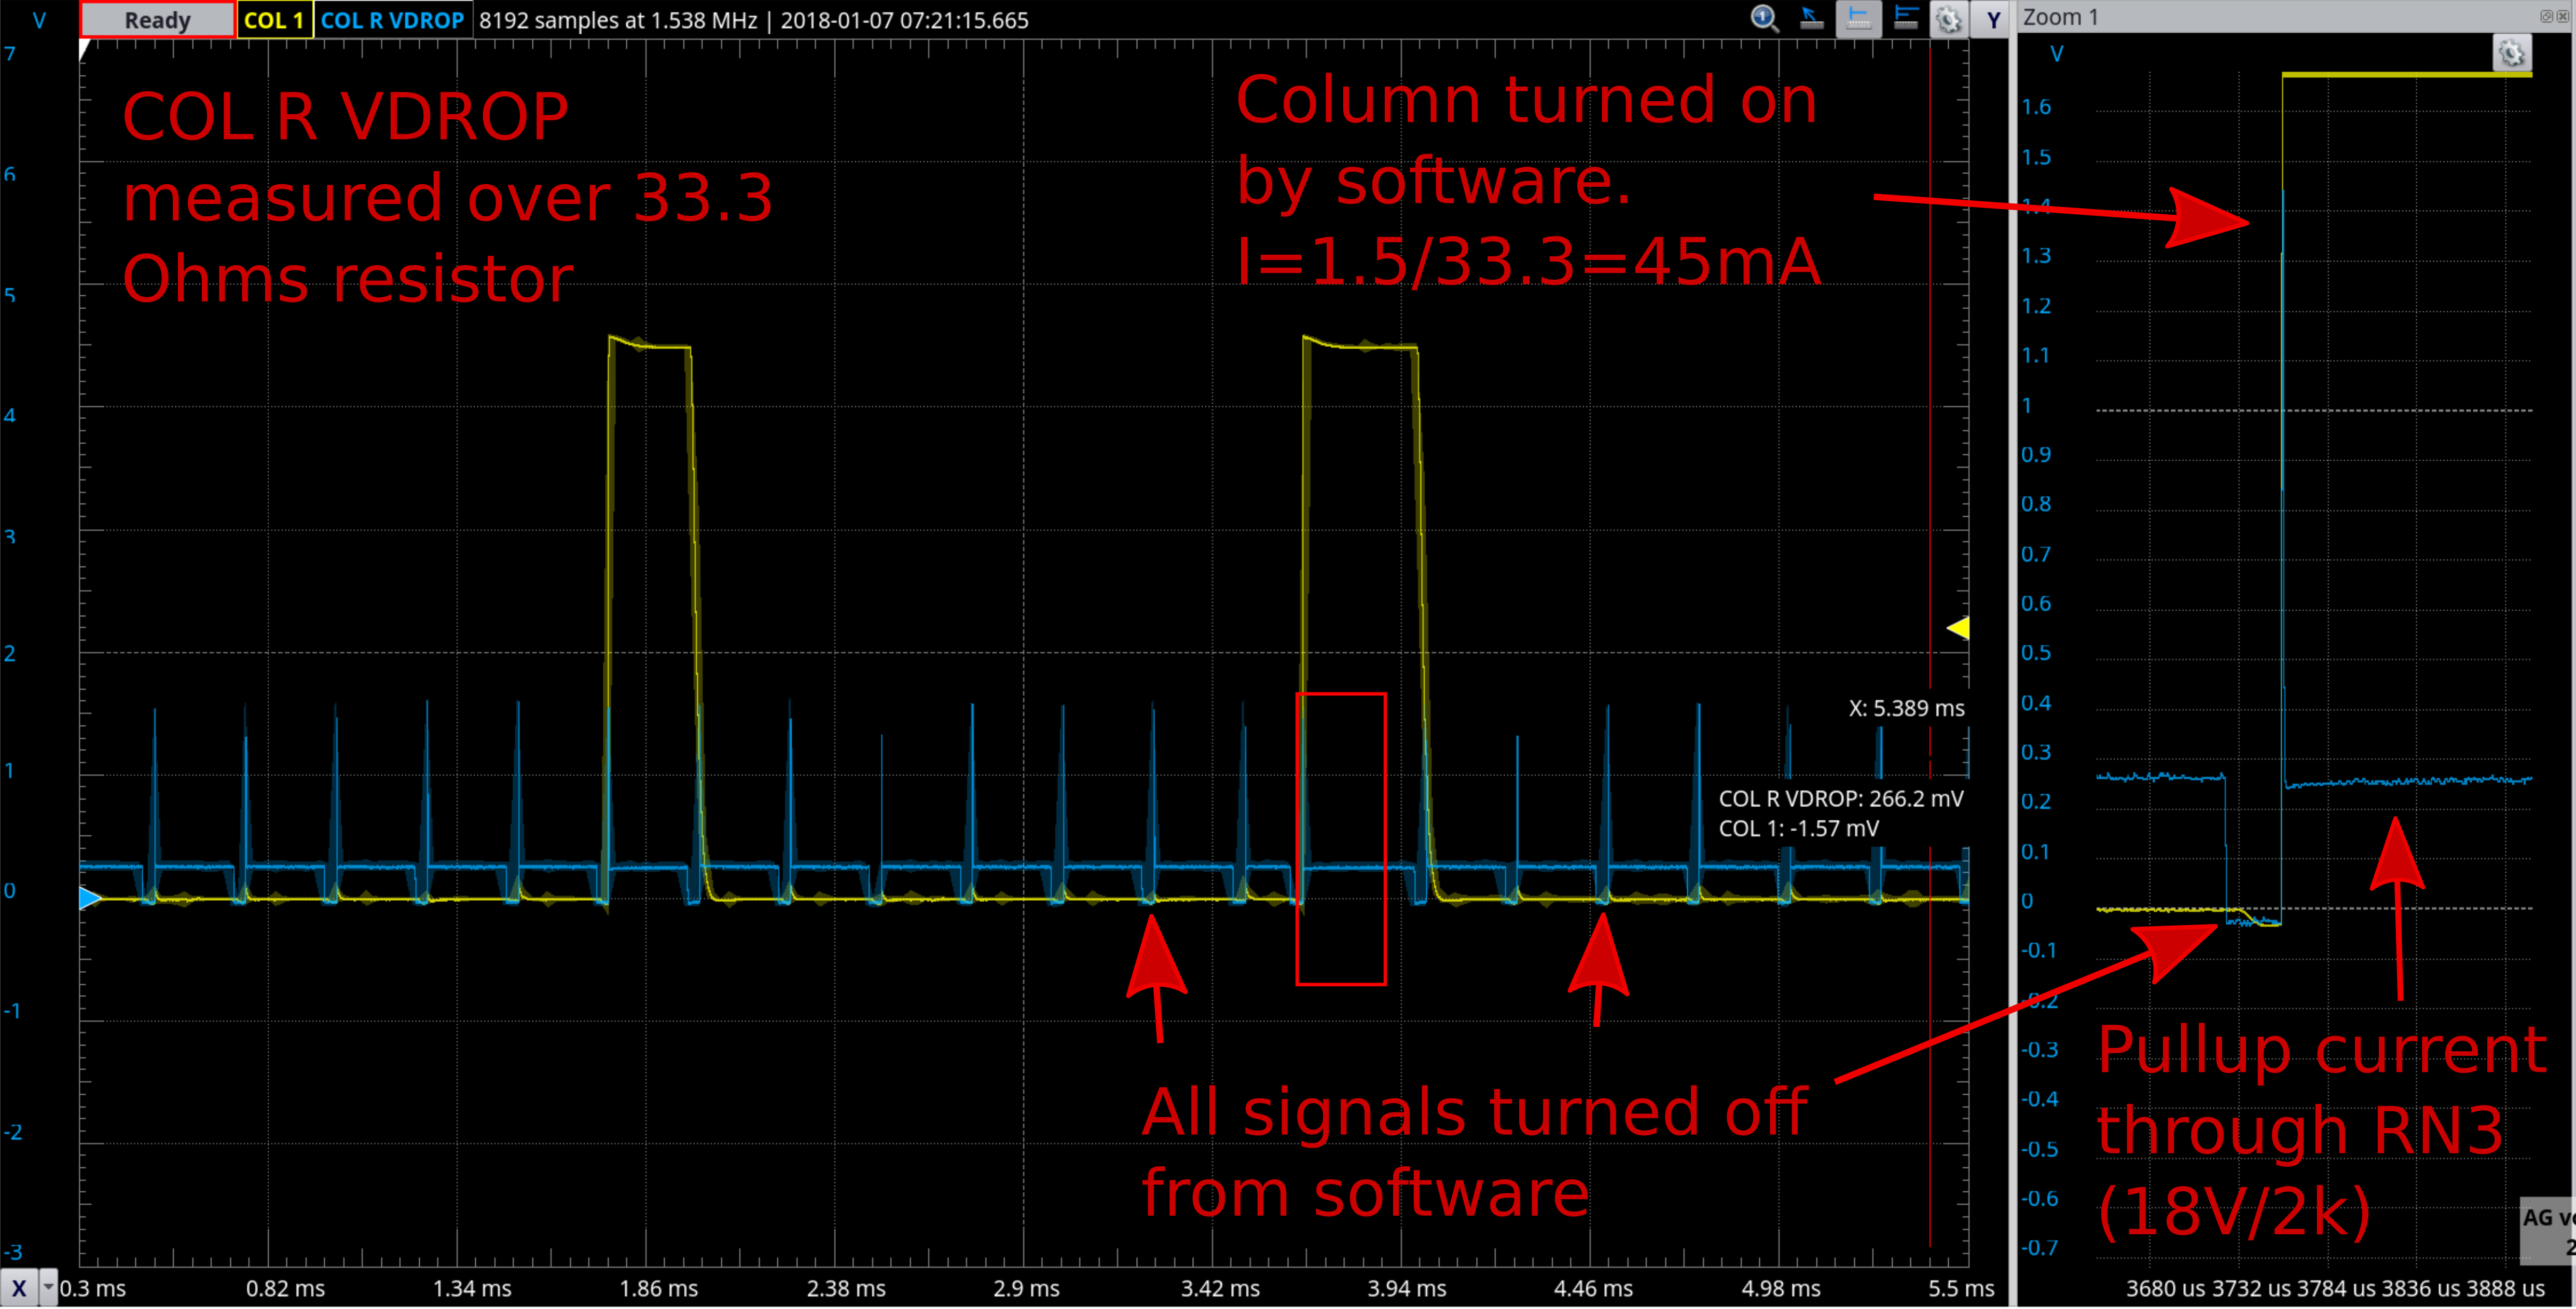 V
Ready COL 1 COL R VDROP 8192 samples at 1.538 MHz | 2018-01-07 07:21:15.665
Y
7
6
5
4
3
2
1
0
-1
-2
-3
COL R VDROP
measured over 33.3
Ohms resistor
Column turned on
by software.
I=1.5/33.3=45mA
X: 5.389 ms
COL R VDROP: 266.2 mV
COL 1: -1.57 mV
All signals turned off
from software
X 0.3 ms 0.82 ms 1.34 ms 1.86 ms 2.38 ms 2.9 ms 3.42 ms 3.94 ms 4.46 ms 4.98 ms 5.5 ms
Zoom 1
V
1.6
1.5
1.4
1.3
1.2
1.1
1
0.9
0.8
0.7
0.6
0.5
0.4
0.3
0.2
0.1
0
-0.1
-0.2
-0.3
-0.4
-0.5
-0.6
-0.7
Pullup current
through RN3
(18V/2k)
AG
2
3680 us 3732 us 3784 us 3836 us 3888 us